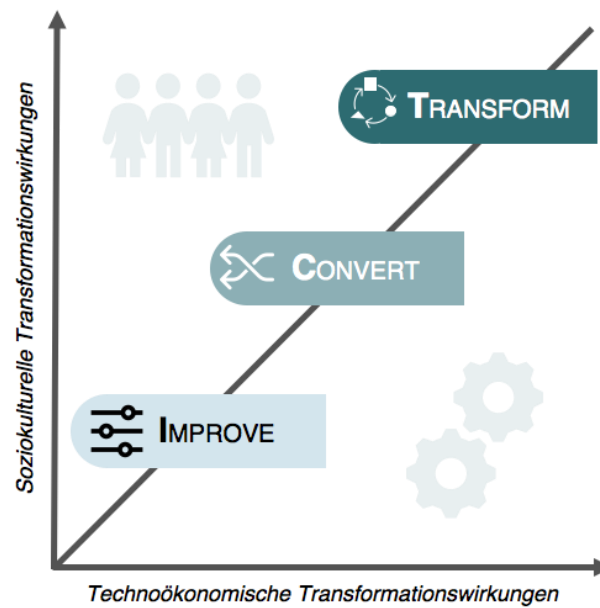 Soziokulturelle Transformationswirkungen
TRANSFORM
CONVERT
IMPROVE
Technoökonomische Transformationswirkungen